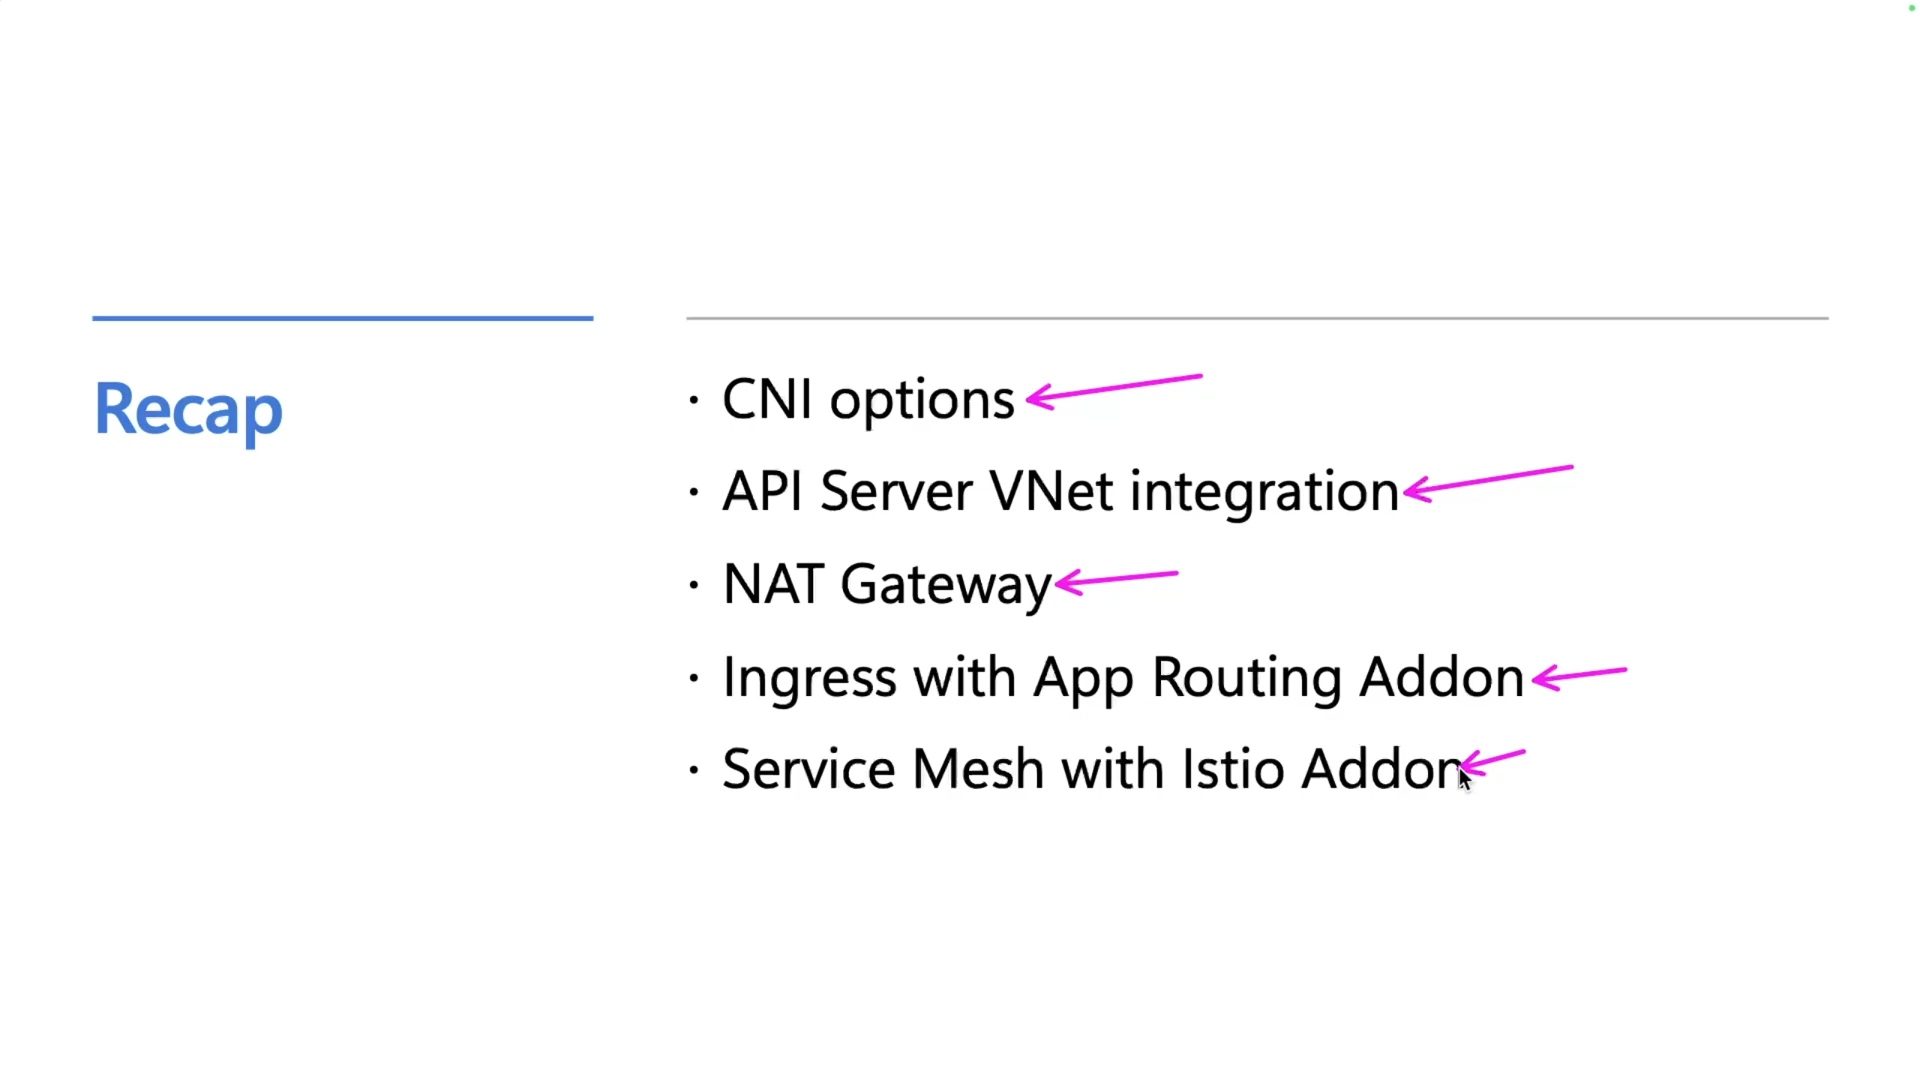 Recap
· CNI options
· API Server VNet integration
· NAT Gateway
· Ingress with App Routing Addon
· Service Mesh with Istio Addon